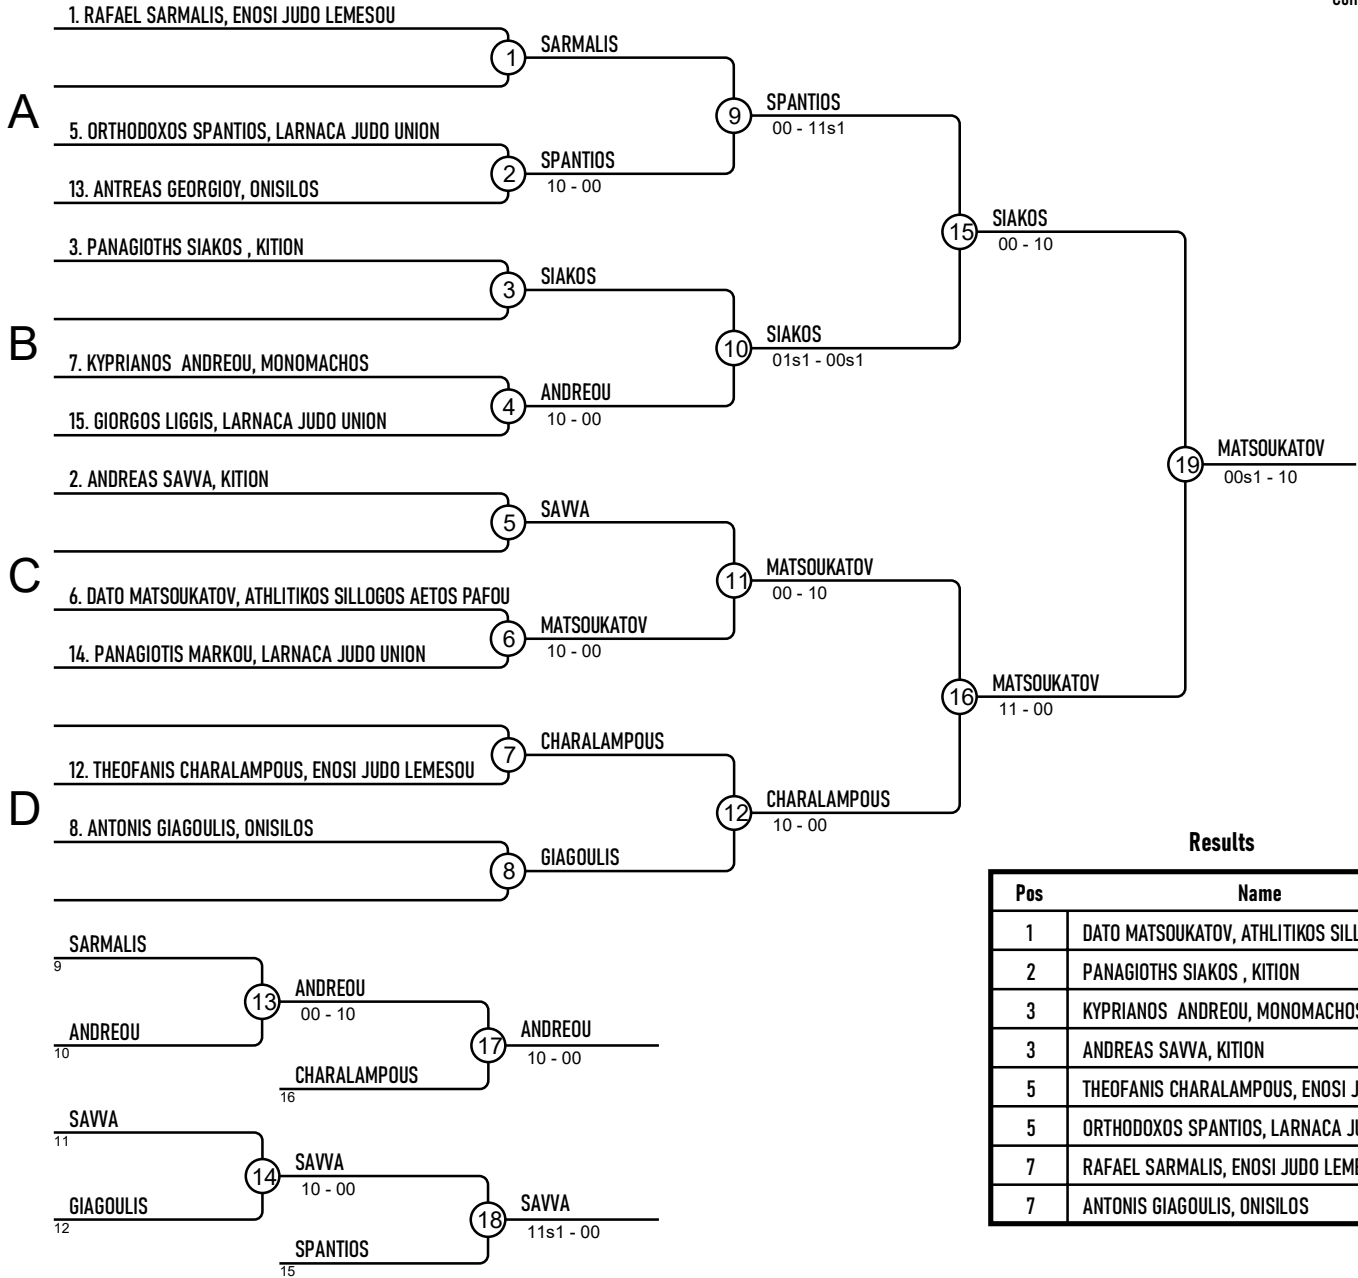 1. RAFAEL SARMALIS, ENOSI JUDO LEMESOU
1
SARMALIS
A
5. ORTHODOXOS SPANTIOS, LARNACA JUDO UNION
13. ANTREAS GEORGIOY, ONISILOS
2
SPANTIOS
10 - 00
9
SPANTIOS
00 - 11s1
3. PANAGIOTHS SIAKOS , KITION
3
SIAKOS
B
7. KYPRIANOS  ANDREOU, MONOMACHOS
15. GIORGOS LIGGIS, LARNACA JUDO UNION
4
ANDREOU
10 - 00
10
SIAKOS
01s1 - 00s1
15
SIAKOS
00 - 10
2. ANDREAS SAVVA, KITION
5
SAVVA
C
6. DATO MATSOUKATOV, ATHLITIKOS SILLOGOS AETOS PAFOU
14. PANAGIOTIS MARKOU, LARNACA JUDO UNION
6
MATSOUKATOV
10 - 00
11
MATSOUKATOV
00 - 10
7
CHARALAMPOUS
12. THEOFANIS CHARALAMPOUS, ENOSI JUDO LEMESOU
D
8. ANTONIS GIAGOULIS, ONISILOS
8
GIAGOULIS
12
CHARALAMPOUS
10 - 00
16
MATSOUKATOV
11 - 00
19
MATSOUKATOV
00s1 - 10
SARMALIS
9
ANDREOU
10
13
ANDREOU
00 - 10
CHARALAMPOUS
16
17
ANDREOU
10 - 00
SAVVA
11
GIAGOULIS
12
14
SAVVA
10 - 00
SPANTIOS
15
18
SAVVA
11s1 - 00
Results
Pos Name
1 DATO MATSOUKATOV, ATHLITIKOS SILL
2 PANAGIOTHS SIAKOS , KITION
3 KYPRIANOS  ANDREOU, MONOMACHOS
3 ANDREAS SAVVA, KITION
5 THEOFANIS CHARALAMPOUS, ENOSI J
5 ORTHODOXOS SPANTIOS, LARNACA JU
7 RAFAEL SARMALIS, ENOSI JUDO LEME
7 ANTONIS GIAGOULIS, ONISILOS